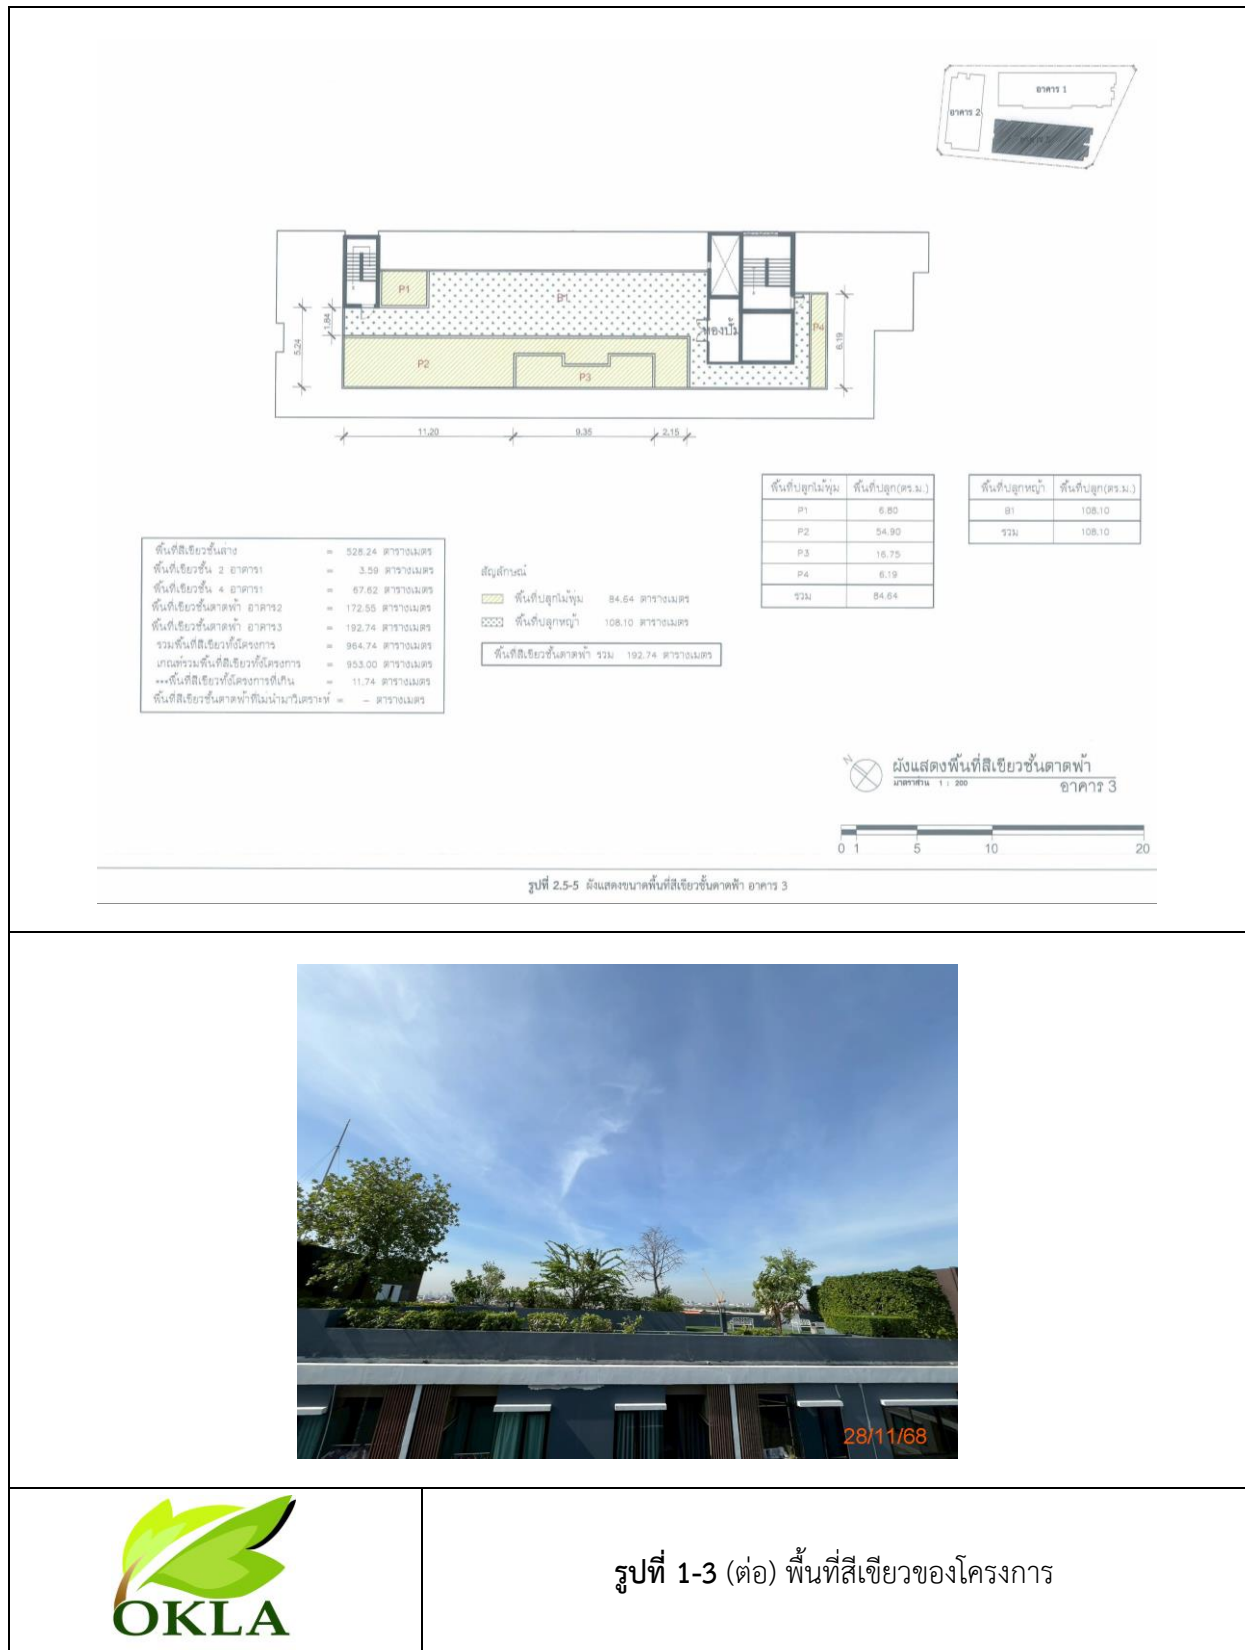 อาคาร 1
อาคาร 2
P1
B1
P2
P3
P4
ห้องปั๊ม
1.84
5.24
6.19
11.20
9.35
2.15
พื้นที่ปลูกไม้พุ่ม พื้นที่ปลูก(ตร.ม.)
P1 6.80
P2 54.90
P3 16.75
P4 6.19
รวม 84.64
พื้นที่ปลูกหญ้า พื้นที่ปลูก(ตร.ม.)
B1 108.10
รวม 108.10
พื้นที่สีเขียวชั้นล่าง = 528.24 ตารางเมตร
พื้นที่เขียวชั้น 2 อาคาร1 = 3.59 ตารางเมตร
พื้นที่เขียวชั้น 4 อาคาร1 = 67.62 ตารางเมตร
พื้นที่เขียวชั้นดาดฟ้า อาคาร2 = 172.55 ตารางเมตร
พื้นที่เขียวชั้นดาดฟ้า อาคาร3 = 192.74 ตารางเมตร
รวมพื้นที่สีเขียวทั้งโครงการ = 964.74 ตารางเมตร
เกณฑ์รวมพื้นที่สีเขียวทั้งโครงการ = 953.00 ตารางเมตร
***พื้นที่สีเขียวทั้งโครงการที่เกิน = 11.74 ตารางเมตร
พื้นที่สีเขียวชั้นดาดฟ้าที่ไม่นำมาวิเคราะห์ = – ตารางเมตร
สัญลักษณ์
พื้นที่ปลูกไม้พุ่ม 84.64 ตารางเมตร
พื้นที่ปลูกหญ้า 108.10 ตารางเมตร
พื้นที่สีเขียวชั้นดาดฟ้า รวม 192.74 ตารางเมตร
N
ผังแสดงพื้นที่สีเขียวชั้นดาดฟ้า
มาตราส่วน 1 : 200
อาคาร 3
0 1 5 10 20
รูปที่ 2.5-5 ผังแสดงขนาดพื้นที่สีเขียวชั้นดาดฟ้า อาคาร 3
28/11/68
OKLA
รูปที่ 1-3 (ต่อ) พื้นที่สีเขียวของโครงการ